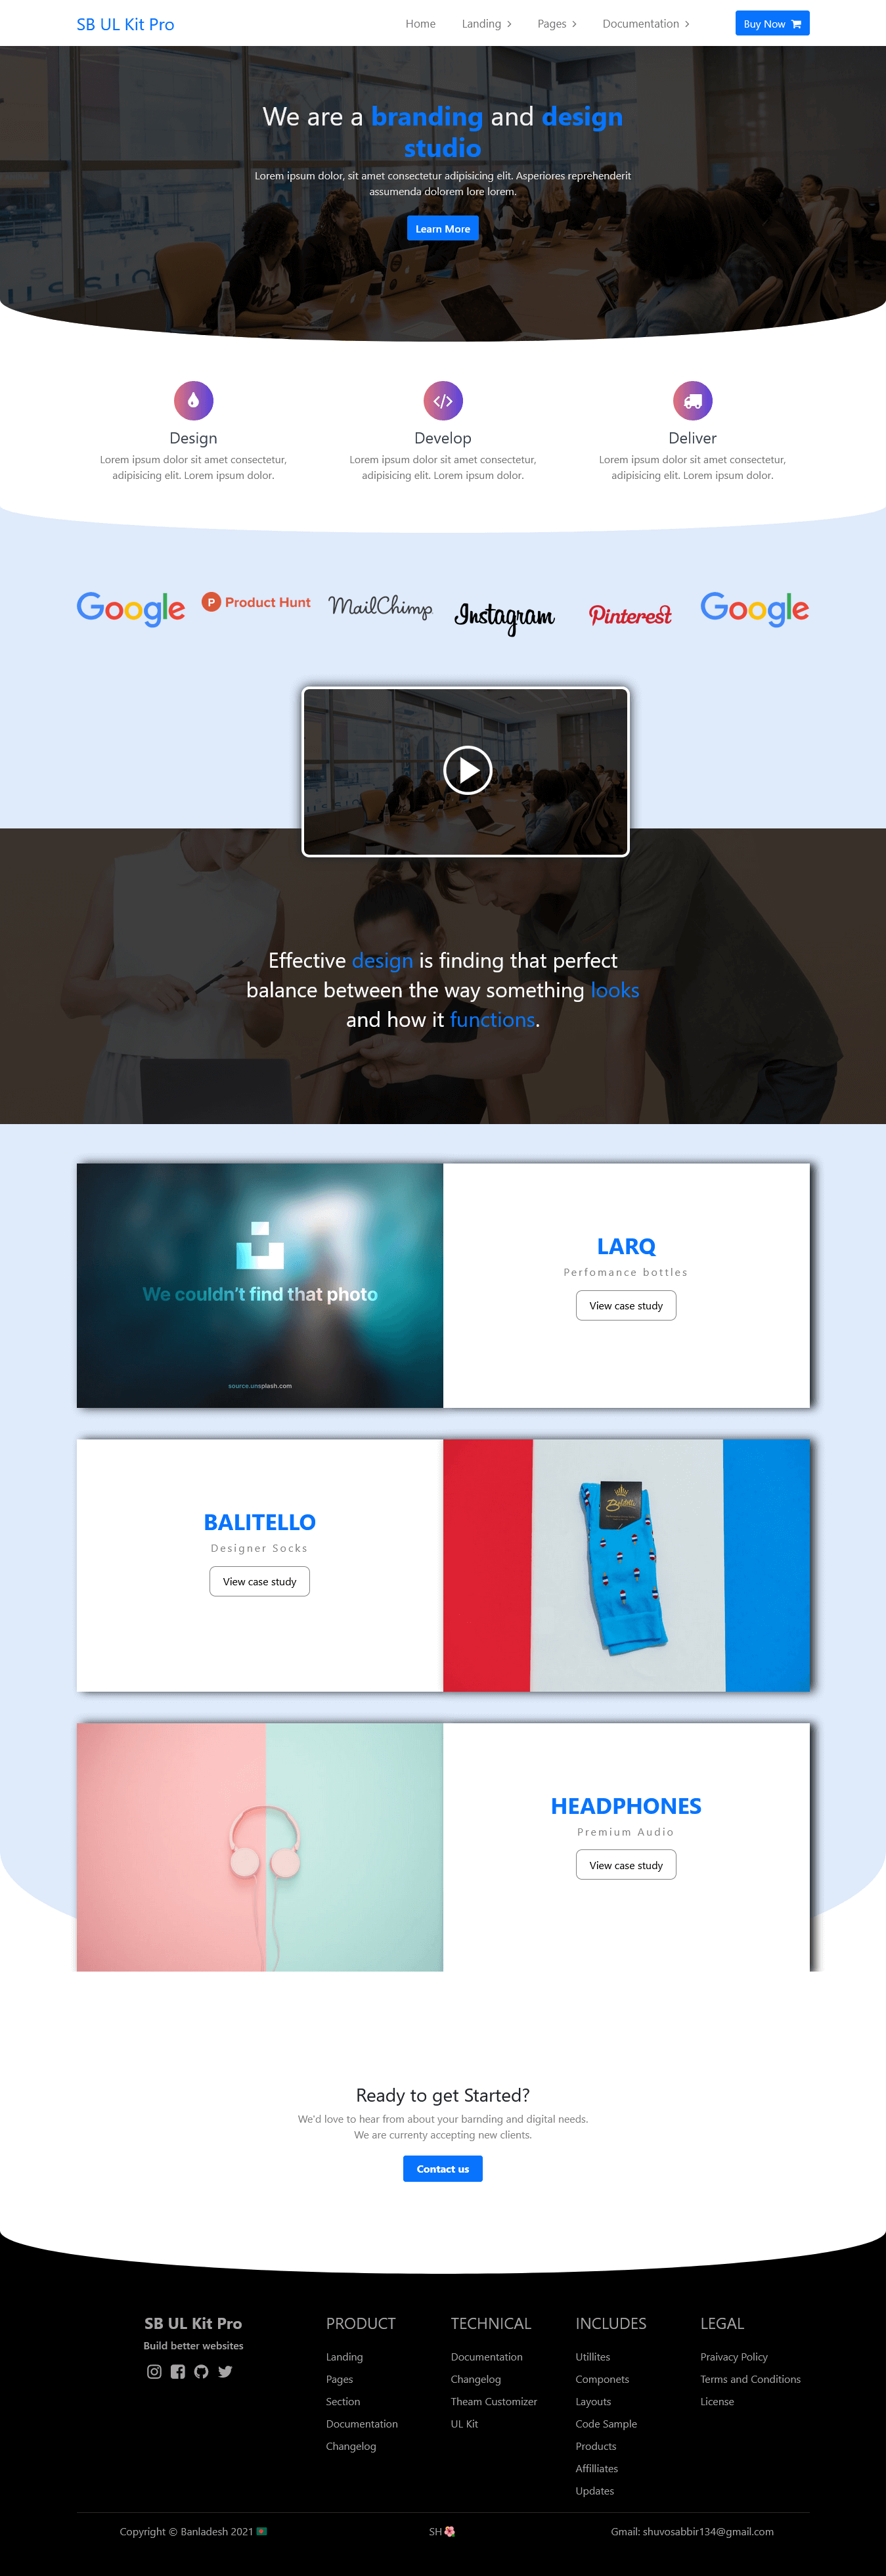 SB UL Kit Pro
Home Landing Pages Documentation Buy Now
We are a branding and design
studio
Lorem ipsum dolor, sit amet consectetur adipisicing elit. Asperiores reprehenderit
assumenda dolorem lore lorem.
Learn More
Design
Lorem ipsum dolor sit amet consectetur,
adipisicing elit. Lorem ipsum dolor.
Develop
Lorem ipsum dolor sit amet consectetur,
adipisicing elit. Lorem ipsum dolor.
Deliver
Lorem ipsum dolor sit amet consectetur,
adipisicing elit. Lorem ipsum dolor.
Google
P Product Hunt
MailChimp
Instagram
Pinterest
Google
Effective design is finding that perfect
balance between the way something looks
and how it functions.
We couldn't find that photo
source.unsplash.com
LARQ
Perfomance bottles
View case study
BALITELLO
Designer Socks
View case study
HEADPHONES
Premium Audio
View case study
Ready to get Started?
We'd love to hear from about your barnding and digital needs.
We are currenty accepting new clients.
Contact us
SB UL Kit Pro
Build better websites
PRODUCT
Landing
Pages
Section
Documentation
Changelog
TECHNICAL
Documentation
Changelog
Theam Customizer
UL Kit
INCLUDES
Utillites
Componets
Layouts
Code Sample
Products
Affilliates
Updates
LEGAL
Praivacy Policy
Terms and Conditions
License
Copyright © Banladesh 2021 🇧🇩
SH🌺
Gmail: shuvosabbir134@gmail.com